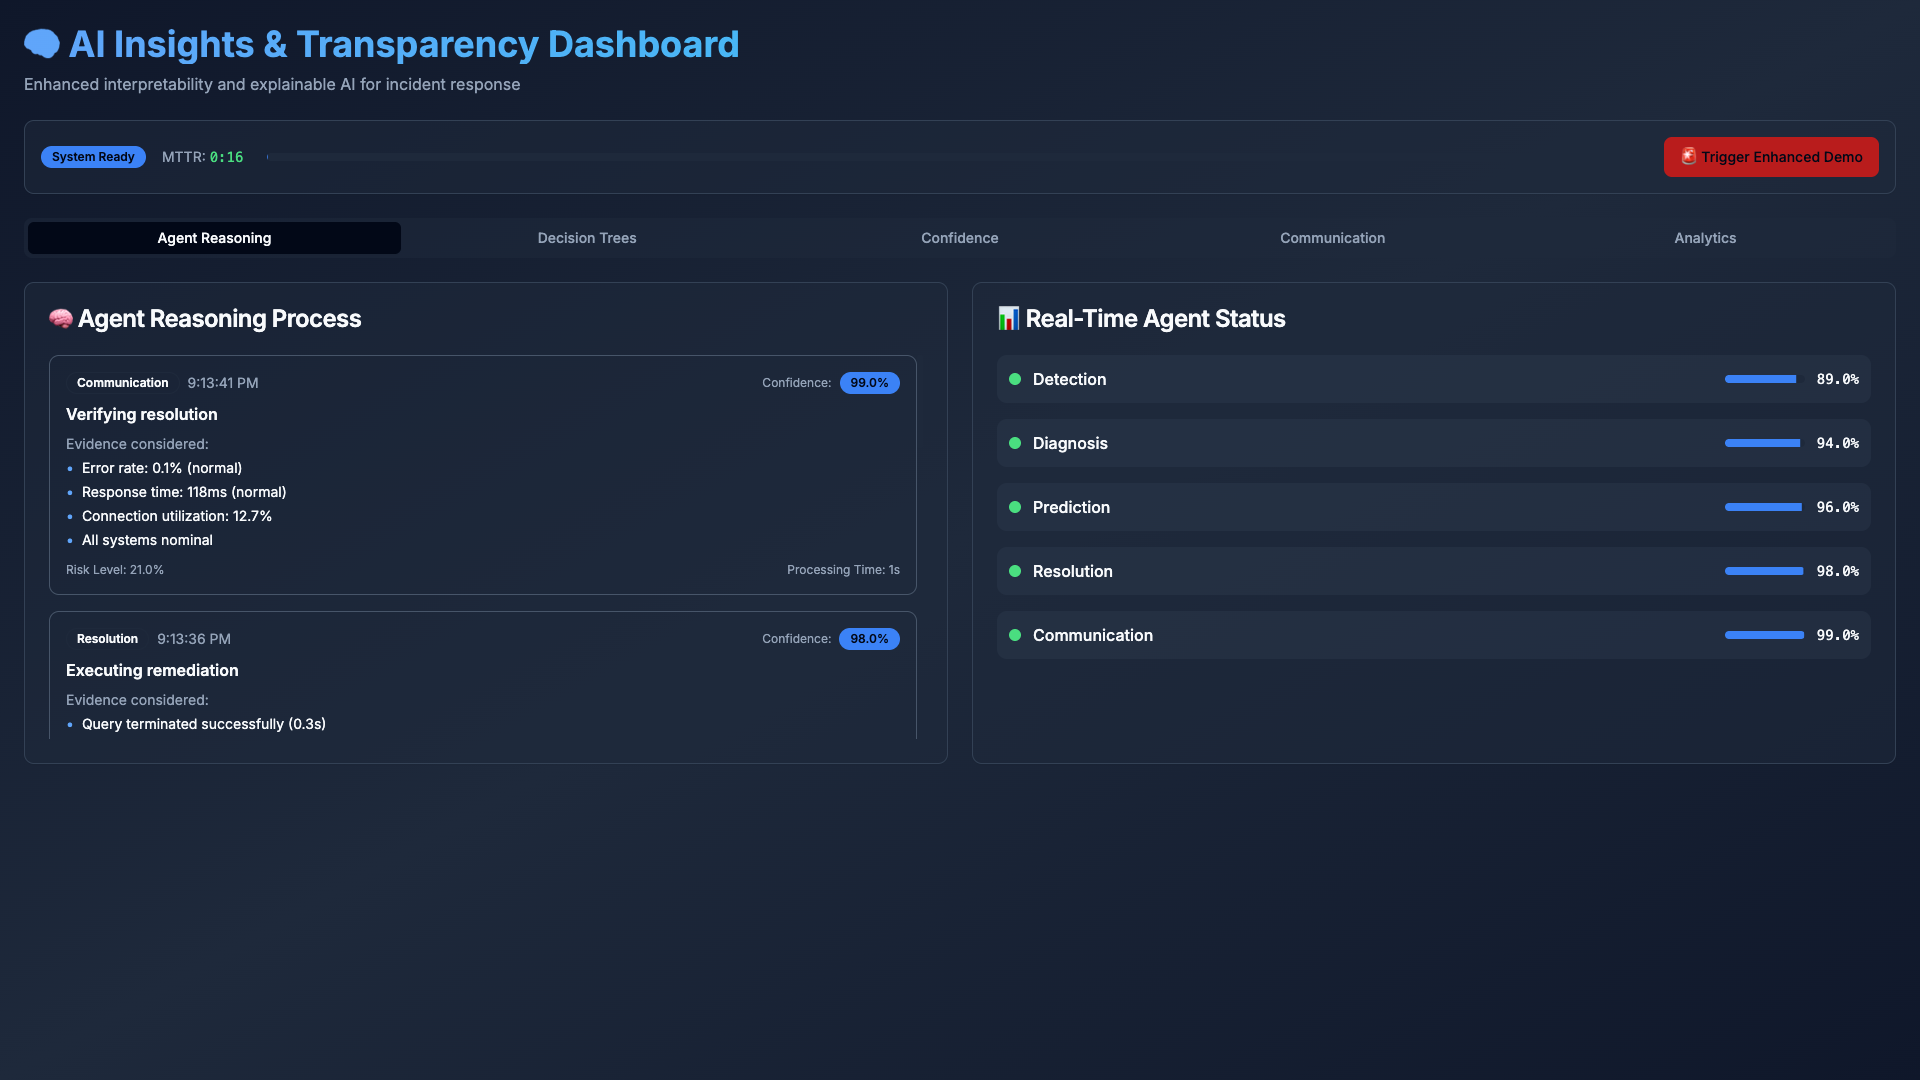 AI Insights & Transparency Dashboard
Enhanced interpretability and explainable AI for incident response
System Ready MTTR: 0:16 Trigger Enhanced Demo
Agent Reasoning Decision Trees Confidence Communication Analytics
Agent Reasoning Process
Communication 9:13:41 PM Confidence: 99.0%
Verifying resolution
Evidence considered:
• Error rate: 0.1% (normal)
• Response time: 118ms (normal)
• Connection utilization: 12.7%
• All systems nominal
Risk Level: 21.0% Processing Time: 1s
Resolution 9:13:36 PM Confidence: 98.0%
Executing remediation
Evidence considered:
• Query terminated successfully (0.3s)
Real-Time Agent Status
Detection 89.0%
Diagnosis 94.0%
Prediction 96.0%
Resolution 98.0%
Communication 99.0%